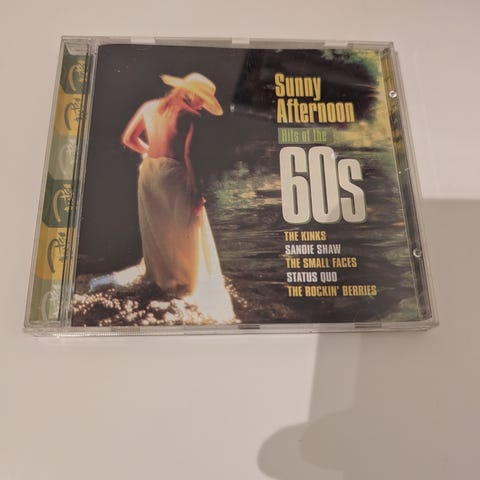 Sunny
Afternoon
Hits of the
60s
THE KINKS
SANDIE SHAW
THE SMALL FACES
STATUS QUO
THE ROCKIN' BERRIES